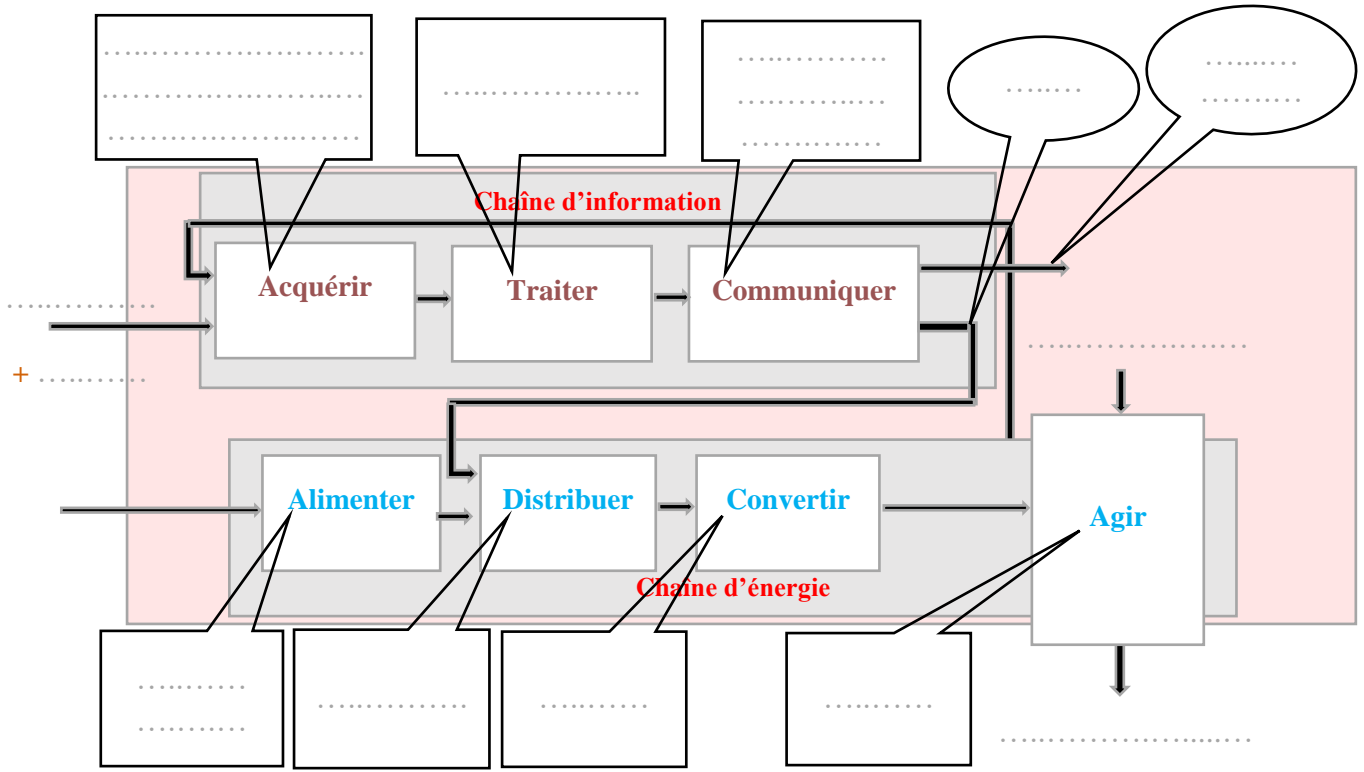 Chaîne d’information
Acquérir
Traiter
Communiquer
+
Alimenter
Distribuer
Convertir
Agir
Chaîne d’énergie